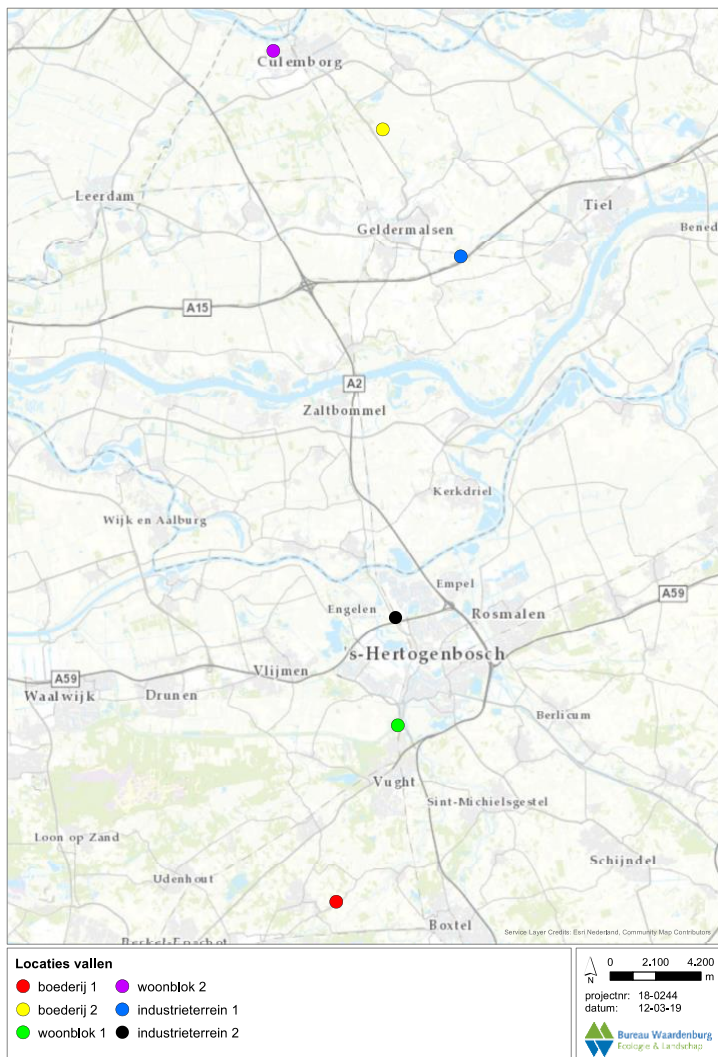 Culemborg
Leerdam
Tiel
Geldermalsen
Bened
A15
A2
Zaltbommel
Kerkdriel
Wijk en Aalburg
Empel
Engelen
Rosmalen
A59
's-Hertogenbosch
A59
Vlijmen
Waalwijk
Drunen
Berlicum
Vught
Sint-Michielsgestel
Loon op Zand
Schijndel
Udenhout
Boxtel
Berkel-Enschot
Service Layer Credits: Esri Nederland, Community Map Contributors
Locaties vallen
boederij 1
woonblok 2
boederij 2
industrieterrein 1
woonblok 1
industrieterrein 2
N
0 2.100 4.200
m
projectnr: 18-0244
datum: 12-03-19
Bureau Waardenburg
Ecologie & Landschap